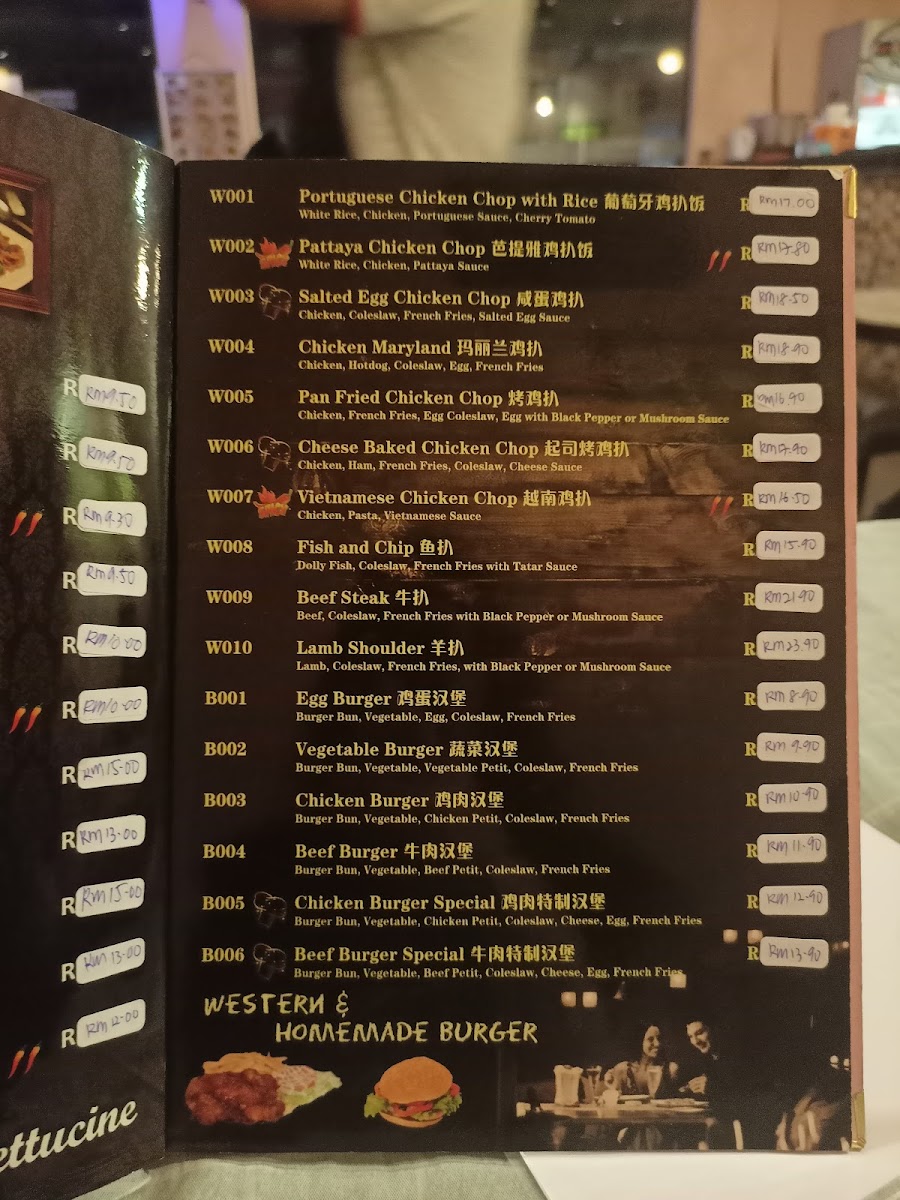 R RM9.50
R RM9.50
R RM9.30
R RM9.50
R RM10.00
R RM10.00
R RM15.00
R RM13.00
R RM15.00
R RM13.00
R RM12.00
ettucine
W001 Portuguese Chicken Chop with Rice 葡萄牙鸡扒饭 R RM17.00
White Rice, Chicken, Portuguese Sauce, Cherry Tomato
W002 Pattaya Chicken Chop 芭提雅鸡扒饭 R RM17.80
White Rice, Chicken, Pattaya Sauce
W003 Salted Egg Chicken Chop 咸蛋鸡扒 R RM18.50
Chicken, Coleslaw, French Fries, Salted Egg Sauce
W004 Chicken Maryland 玛丽兰鸡扒 R RM18.90
Chicken, Hotdog, Coleslaw, Egg, French Fries
W005 Pan Fried Chicken Chop 烤鸡扒 R RM16.90
Chicken, French Fries, Egg Coleslaw, Egg with Black Pepper or Mushroom Sauce
W006 Cheese Baked Chicken Chop 起司烤鸡扒 R RM17.90
Chicken, Ham, French Fries, Coleslaw, Cheese Sauce
W007 Vietnamese Chicken Chop 越南鸡扒 R RM16.50
Chicken, Pasta, Vietnamese Sauce
W008 Fish and Chip 鱼扒 R RM15.90
Dolly Fish, Coleslaw, French Fries with Tatar Sauce
W009 Beef Steak 牛扒 R RM21.90
Beef, Coleslaw, French Fries with Black Pepper or Mushroom Sauce
W010 Lamb Shoulder 羊扒 R RM23.90
Lamb, Coleslaw, French Fries, with Black Pepper or Mushroom Sauce
B001 Egg Burger 鸡蛋汉堡 R RM8.90
Burger Bun, Vegetable, Egg, Coleslaw, French Fries
B002 Vegetable Burger 蔬菜汉堡 R RM9.90
Burger Bun, Vegetable, Vegetable Petit, Coleslaw, French Fries
B003 Chicken Burger 鸡肉汉堡 R RM10.90
Burger Bun, Vegetable, Chicken Petit, Coleslaw, French Fries
B004 Beef Burger 牛肉汉堡 R RM11.90
Burger Bun, Vegetable, Beef Petit, Coleslaw, French Fries
B005 Chicken Burger Special 鸡肉特制汉堡 R RM12.90
Burger Bun, Vegetable, Chicken Petit, Coleslaw, Cheese, Egg, French Fries
B006 Beef Burger Special 牛肉特制汉堡 R RM13.90
Burger Bun, Vegetable, Beef Petit, Coleslaw, Cheese, Egg, French Fries
WESTERN &
HOMEMADE BURGER